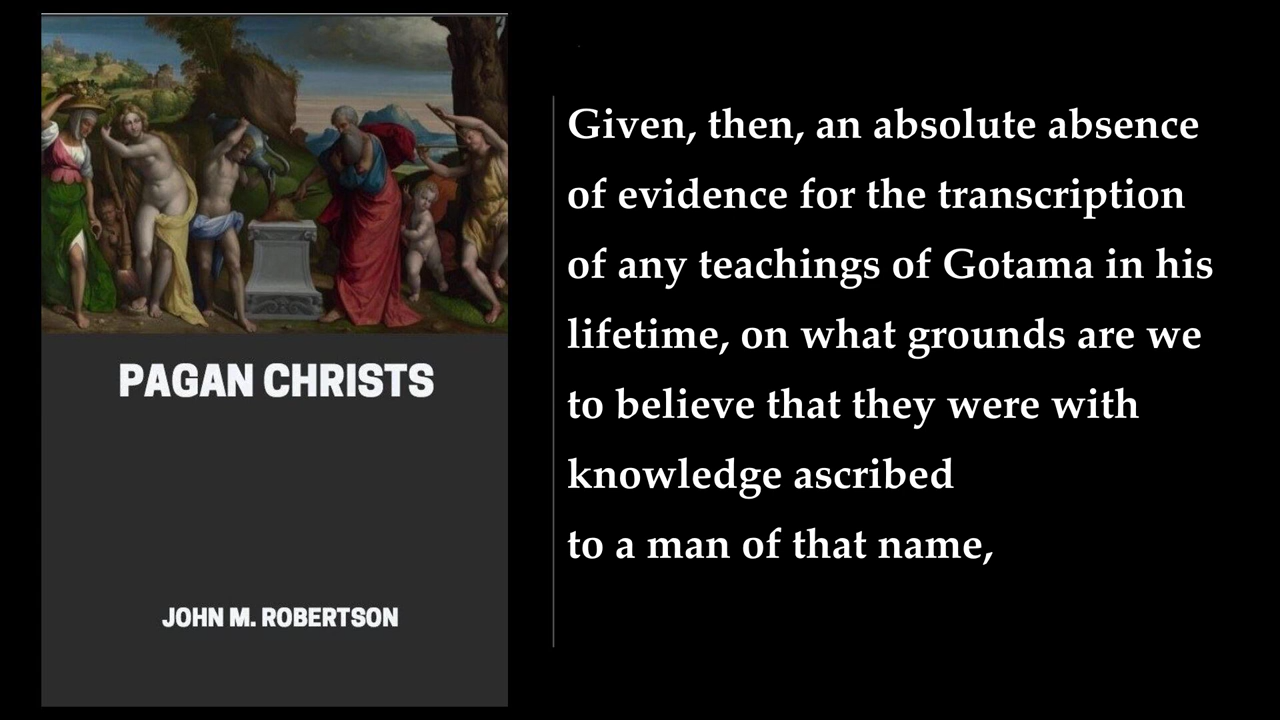 PAGAN CHRISTS
JOHN M. ROBERTSON
Given, then, an absolute absence
of evidence for the transcription
of any teachings of Gotama in his
lifetime, on what grounds are we
to believe that they were with
knowledge ascribed
to a man of that name,